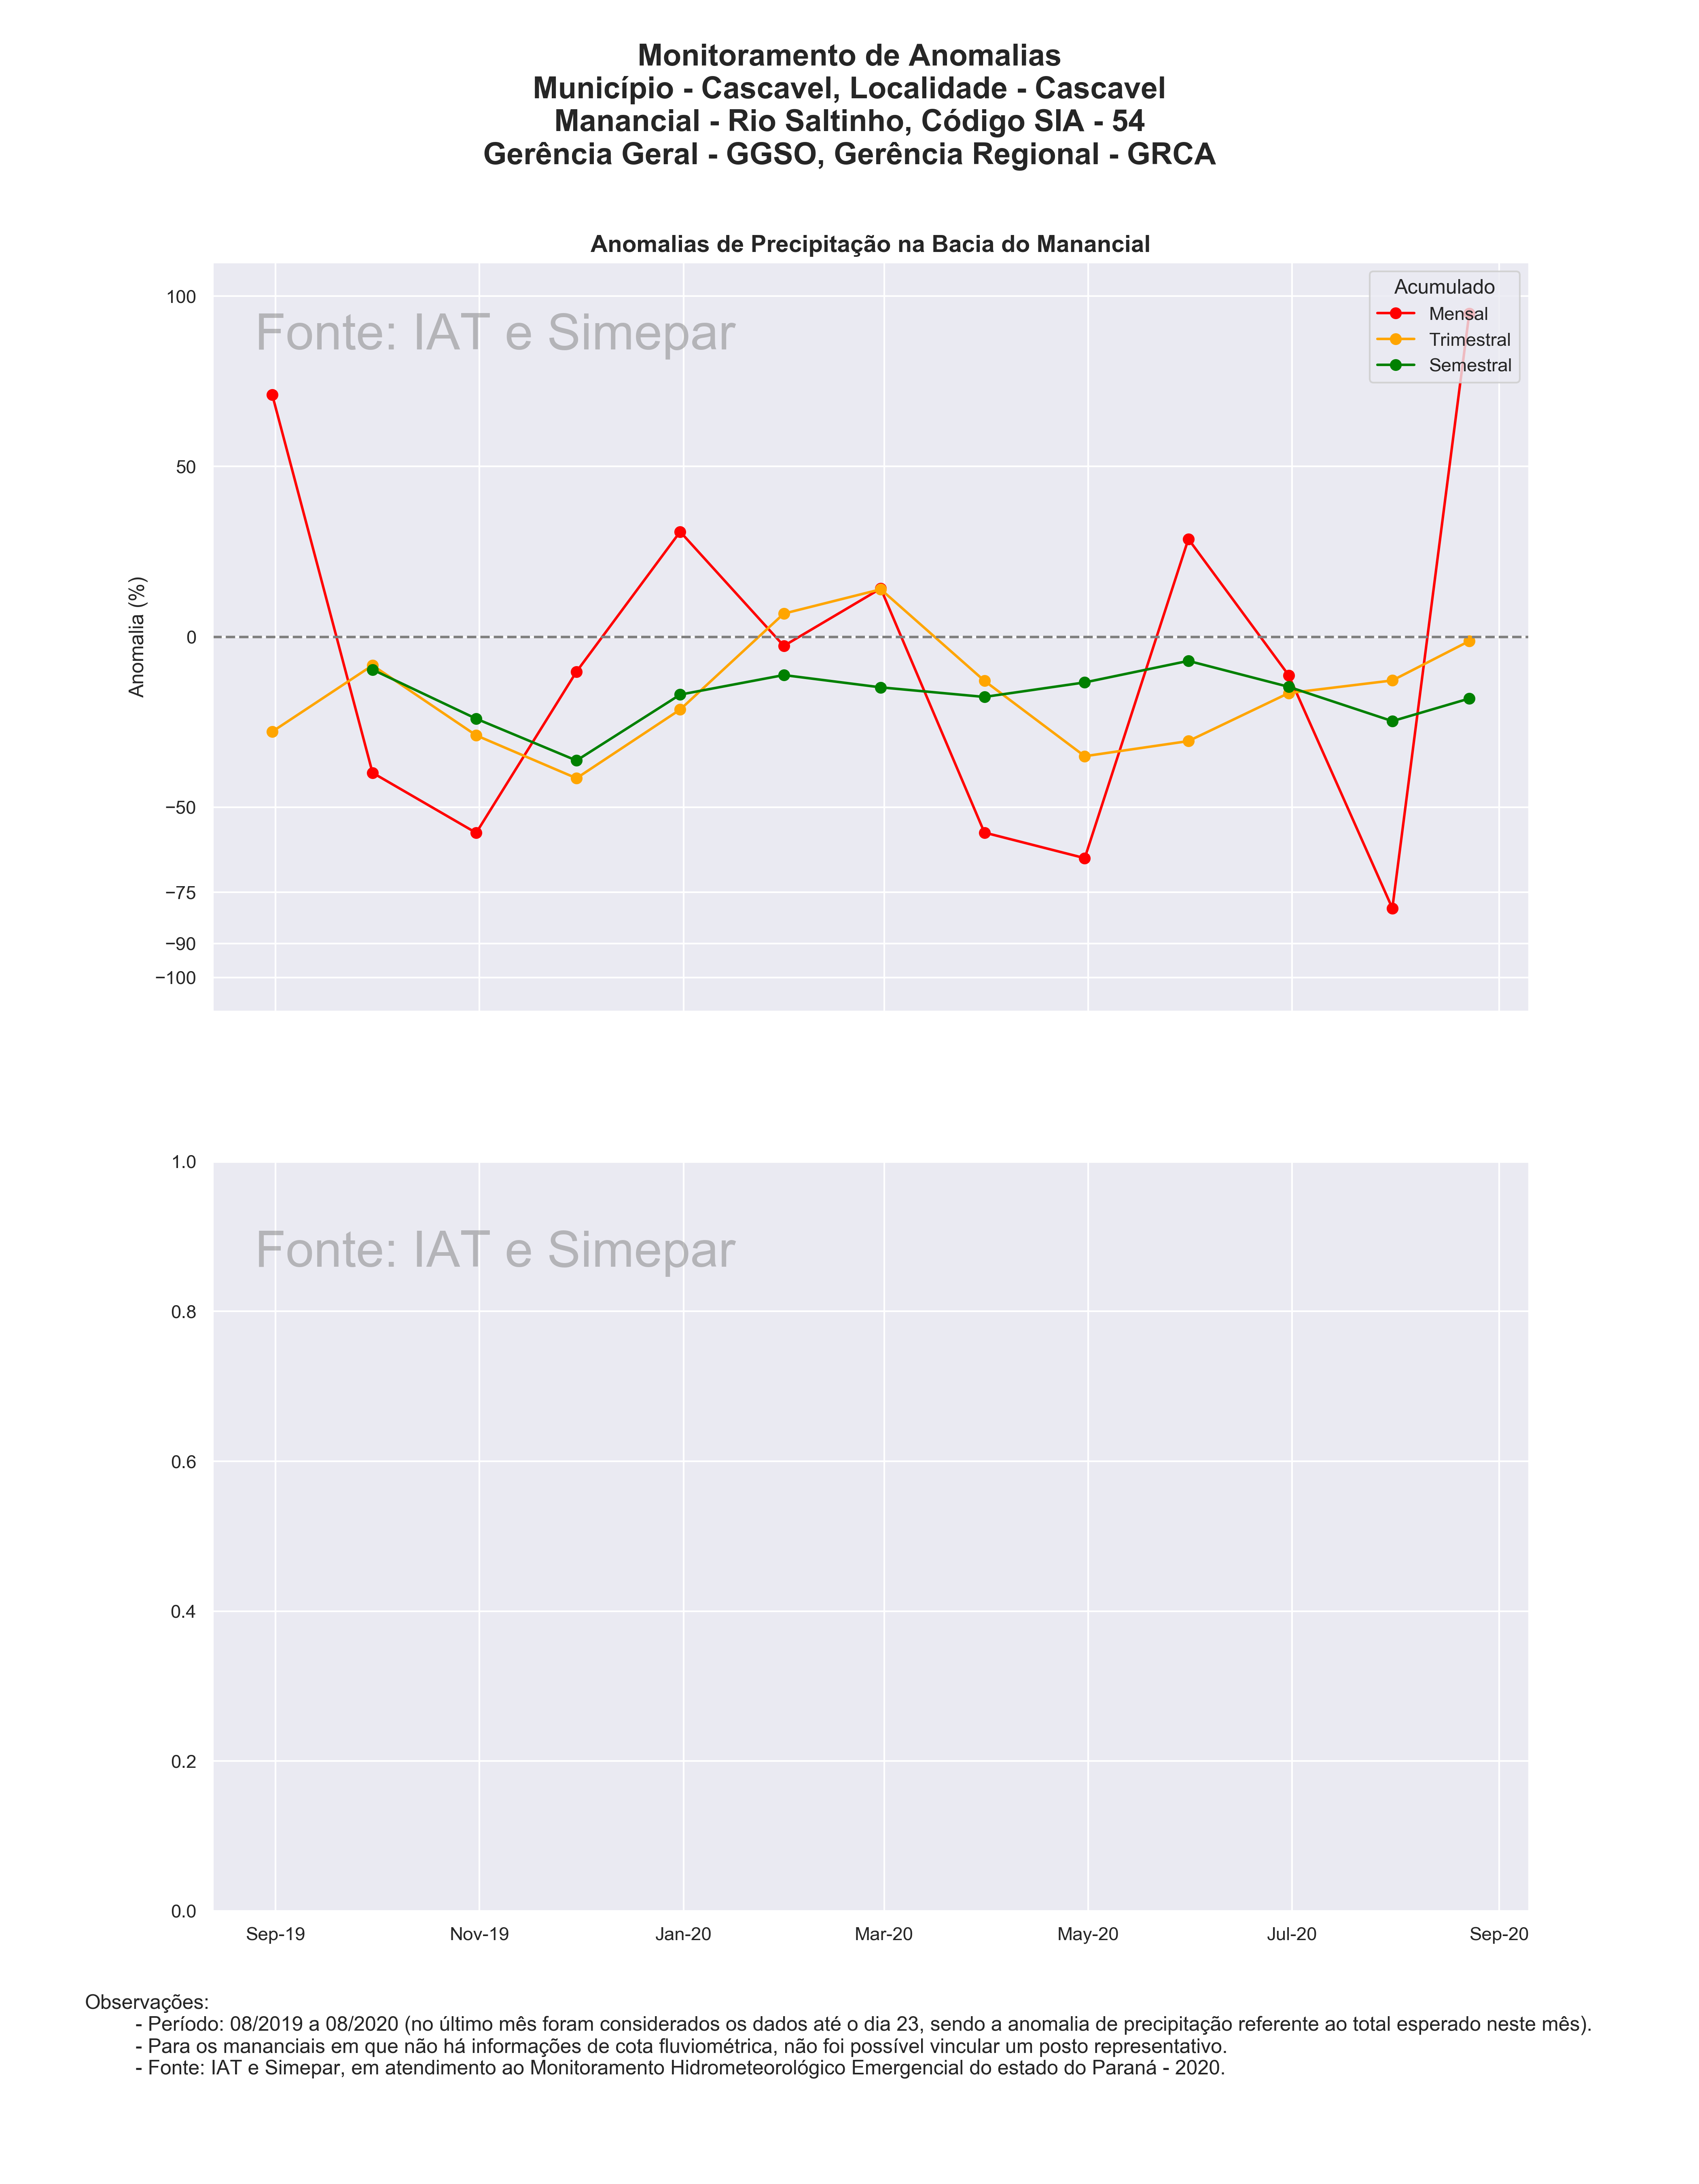 Monitoramento de Anomalias
Município - Cascavel, Localidade - Cascavel
Manancial - Rio Saltinho, Código SIA - 54
Gerência Geral - GGSO, Gerência Regional - GRCA
Anomalias de Precipitação na Bacia do Manancial
Fonte: IAT e Simepar
Acumulado
Mensal
Trimestral
Semestral
Anomalia (%)
100
50
0
−50
−75
−90
−100
Fonte: IAT e Simepar
1.0
0.8
0.6
0.4
0.2
0.0
Sep-19 Nov-19 Jan-20 Mar-20 May-20 Jul-20 Sep-20
Observações:
- Período: 08/2019 a 08/2020 (no último mês foram considerados os dados até o dia 23, sendo a anomalia de precipitação referente ao total esperado neste mês).
- Para os mananciais em que não há informações de cota fluviométrica, não foi possível vincular um posto representativo.
- Fonte: IAT e Simepar, em atendimento ao Monitoramento Hidrometeorológico Emergencial do estado do Paraná - 2020.